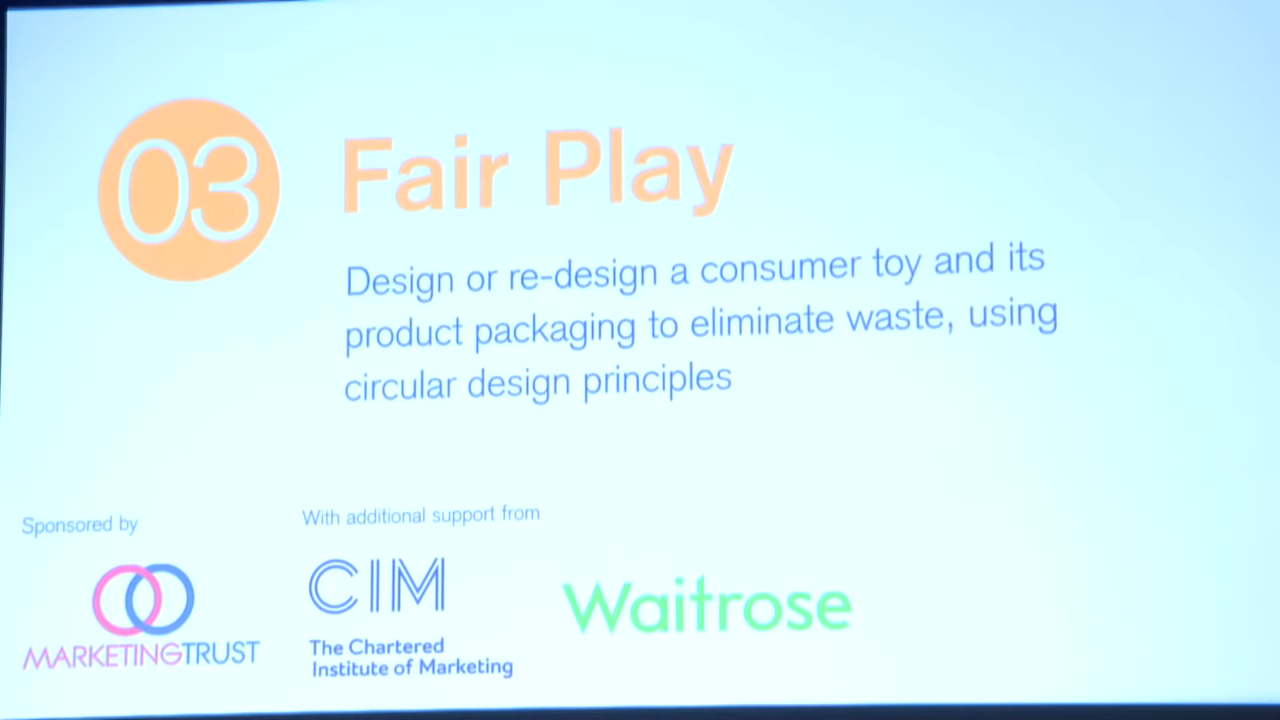 03
Fair Play
Design or re-design a consumer toy and its
product packaging to eliminate waste, using
circular design principles
Sponsored by
With additional support from
MARKETINGTRUST
CIM
The Chartered
Institute of Marketing
Waitrose